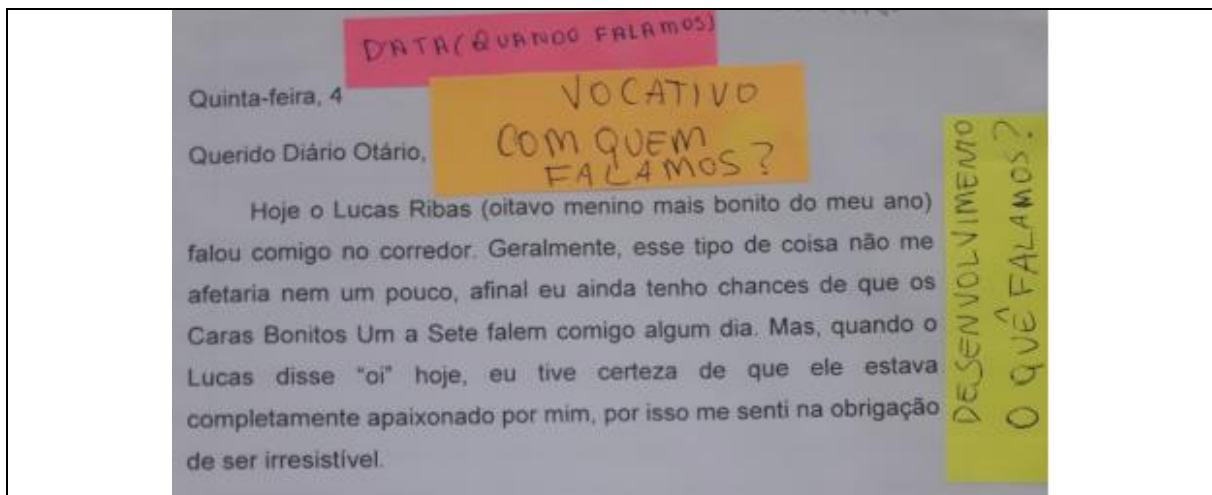 DATA (QUANDO FALAMOS)
Quinta-feira, 4
VOCATIVO
COM QUEM
FALAMOS?
Querido Diário Otário,
Hoje o Lucas Ribas (oitavo menino mais bonito do meu ano)
falou comigo no corredor. Geralmente, esse tipo de coisa não me
afetaria nem um pouco, afinal eu ainda tenho chances de que os
Caras Bonitos Um a Sete falem comigo algum dia. Mas, quando o
Lucas disse “oi” hoje, eu tive certeza de que ele estava
completamente apaixonado por mim, por isso me senti na obrigação
de ser irresistível.
DESENVOLVIMENTO
O QUÊ FALAMOS?